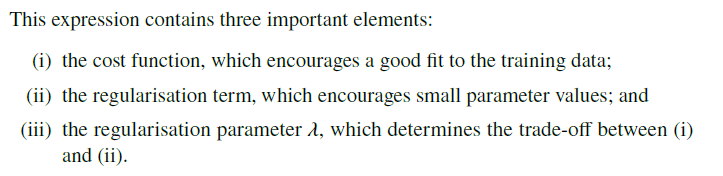 This expression contains three important elements:
(i) the cost function, which encourages a good fit to the training data;
(ii) the regularisation term, which encourages small parameter values; and
(iii) the regularisation parameter λ, which determines the trade-off between (i)
and (ii).